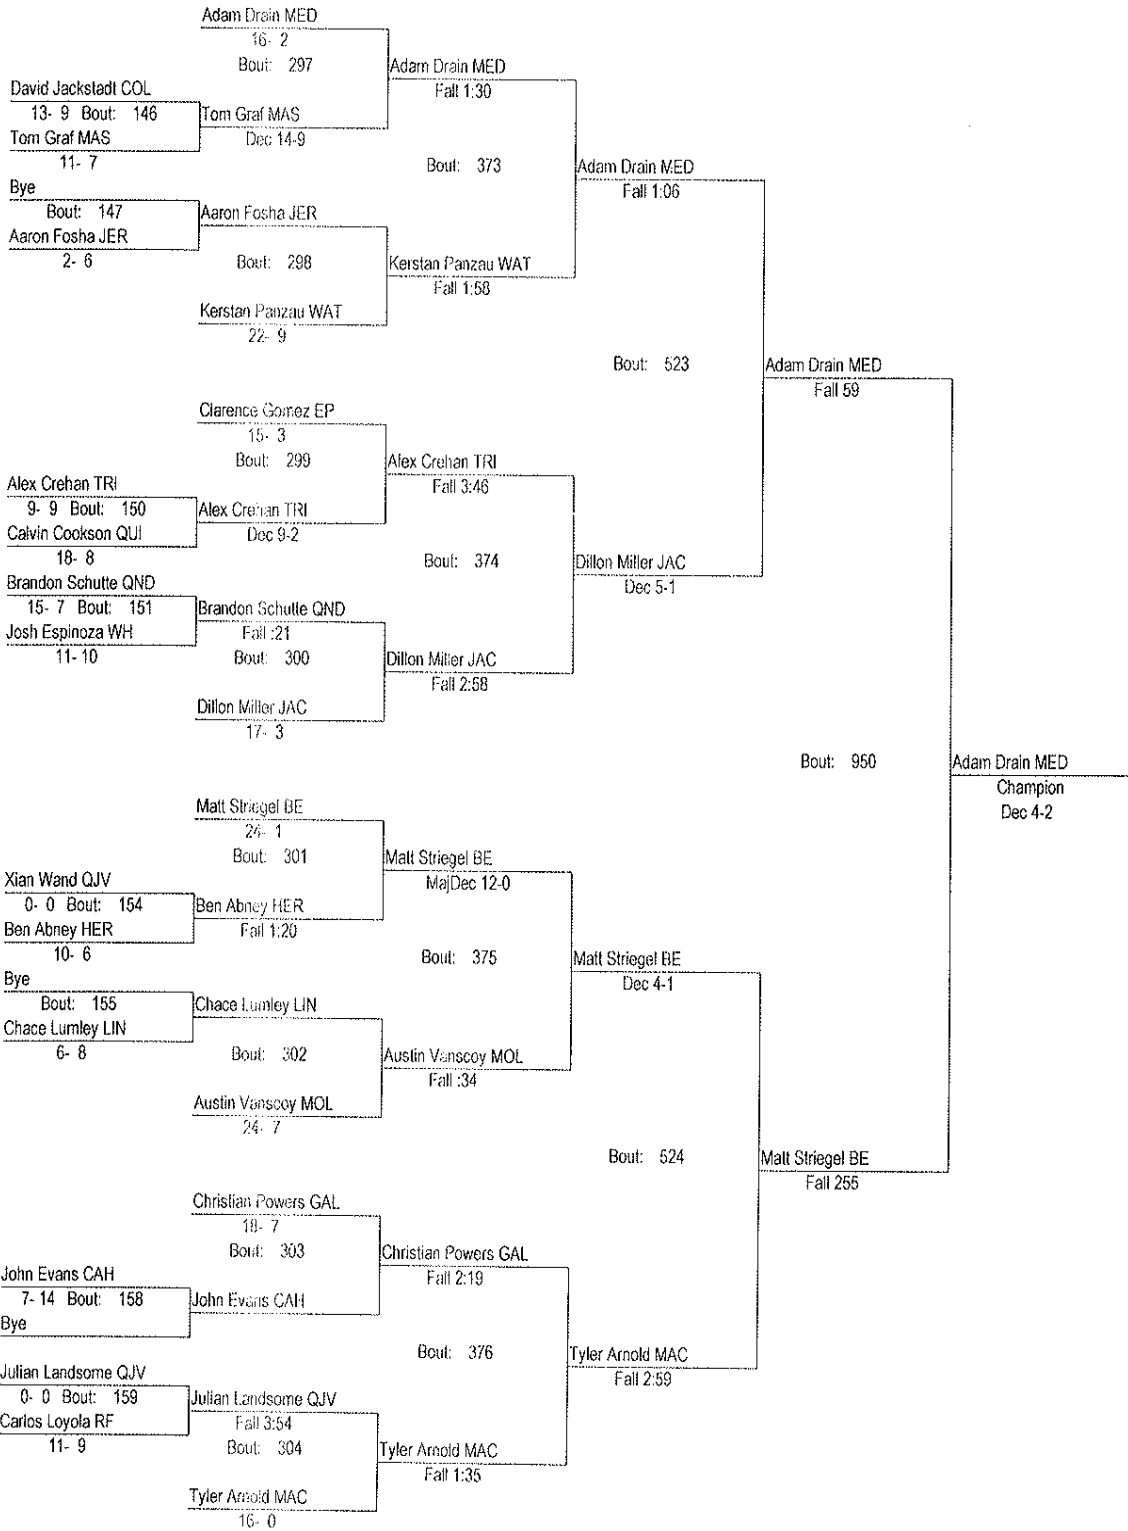 Adam Drain MED
16- 2
Bout: 297
Adam Drain MED
Fall 1:30
David Jackstadt COL
13- 9 Bout: 146
Tom Graf MAS
Dec 14-9
Tom Graf MAS
11- 7
Bout: 373
Adam Drain MED
Fall 1:06
Bye
Bout: 147
Aaron Fosha JER
Aaron Fosha JER
2- 6
Bout: 298
Kerstan Panzau WAT
Fall 1:58
Kerstan Panzau WAT
22- 9
Bout: 523
Adam Drain MED
Fall 59
Clarence Gomez EP
15- 3
Bout: 299
Alex Crehan TRI
Fall 3:46
Alex Crehan TRI
9- 9 Bout: 150
Alex Crehan TRI
Dec 9-2
Calvin Cookson QUI
18- 8
Bout: 374
Dillon Miller JAC
Dec 5-1
Brandon Schutte QND
15- 7 Bout: 151
Brandon Schutte QND
Fall :21
Josh Espinoza WH
11- 10
Bout: 300
Dillon Miller JAC
Fall 2:58
Dillon Miller JAC
17- 3
Bout: 950
Adam Drain MED
Champion
Dec 4-2
Matt Striegel BE
24- 1
Bout: 301
Matt Striegel BE
MajDec 12-0
Xian Wand QJV
0- 0 Bout: 154
Ben Abney HER
Fall 1:20
Ben Abney HER
10- 6
Bout: 375
Matt Striegel BE
Dec 4-1
Bye
Bout: 155
Chace Lumley LIN
Chace Lumley LIN
6- 8
Bout: 302
Austin Vanscoy MOL
Fall :34
Austin Vanscoy MOL
24- 7
Bout: 524
Matt Striegel BE
Fall 255
Christian Powers GAL
18- 7
Bout: 303
Christian Powers GAL
Fall 2:19
John Evans CAH
7- 14 Bout: 158
John Evans CAH
Bye
Bout: 376
Tyler Arnold MAC
Fall 2:59
Julian Landsome QJV
0- 0 Bout: 159
Julian Landsome QJV
Fall 3:54
Carlos Loyola RF
11- 9
Bout: 304
Tyler Arnold MAC
Fall 1:35
Tyler Arnold MAC
16- 0